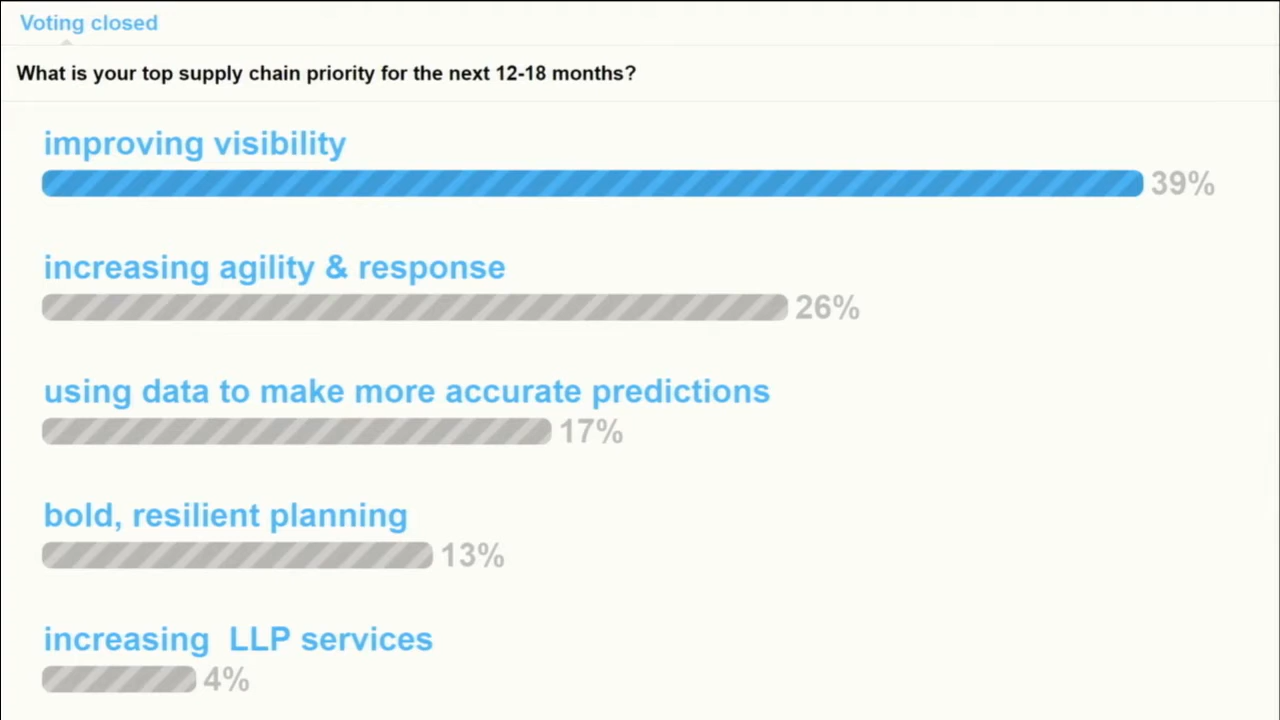 Voting closed
What is your top supply chain priority for the next 12-18 months?
improving visibility
39%
increasing agility & response
26%
using data to make more accurate predictions
17%
bold, resilient planning
13%
increasing  LLP services
4%